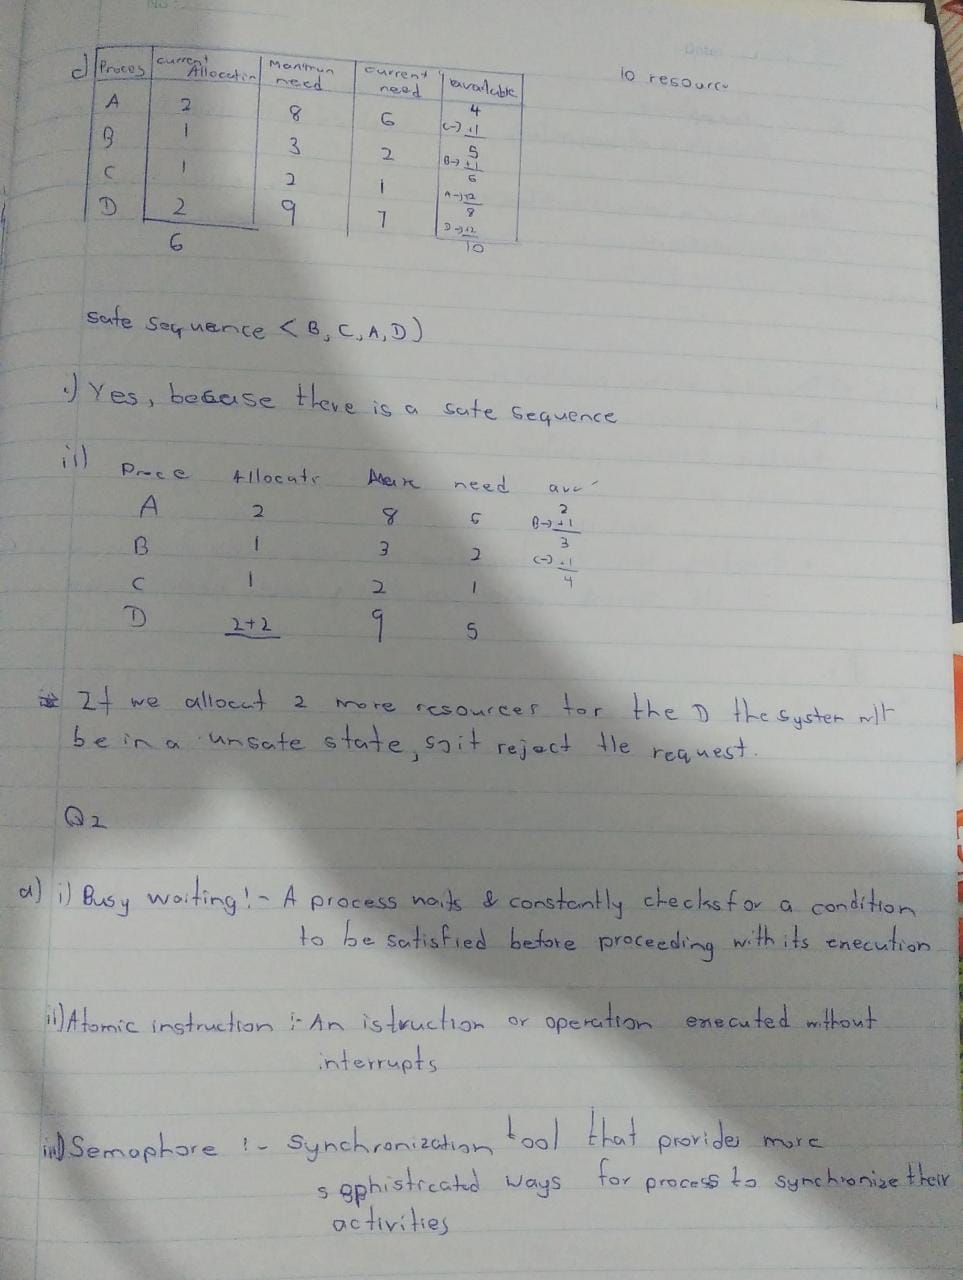 c) Proces current Allocatin Maximun need current need available 10 resource
A 2 8 6 4
C→ +1
B 1 3 2 5
B→ +1
C 1 2 1 6
A→ +2
D 2 9 7 8
D→ +2
6 10
safe sequence < B, C, A, D)
i) Yes, because there is a safe sequence
ii) Proce Allocatr Max need ava
A 2 8 6 2
B→ +1
B 1 3 2 3
C→ +1
C 1 2 1 4
D 2+2 9 5
If we allocat 2 more resources for the D the system will
be in a unsafe state, so it reject the request.
Q2
a) i) Busy waiting :- A process waits & constantly checks for a condition
to be satisfied before proceeding with its execution
ii) Atomic instruction :- An istruction or operation executed without
interrupts
iii) Semaphore :- Synchronization tool that provides more
sophisticated ways for process to synchronize their
activities